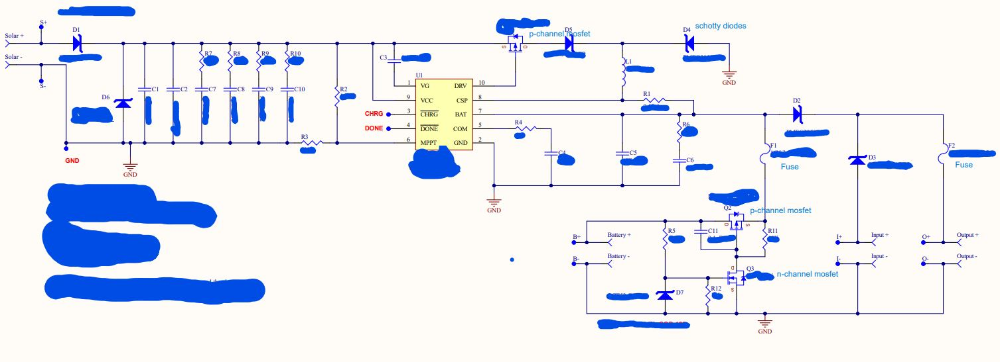 S+
D1
Solar +
Solar -
S-
D6
C1
C2
R7
C7
R8
C8
R9
C9
R10
C10
R2
R3
GND
GND
C3
U1
1 VG DRV 10
9 VCC CSP 8
CHRG 3 CHRG BAT 7
DONE 4 DONE COM 5
6 MPPT GND 2
p-channel mosfet
S
D
D5
D4
schotty diodes
GND
L1
R1
R4
C4
C5
R6
C6
GND
D2
F1
Fuse
D3
F2
Fuse
Q2
p-channel mosfet
D
S
B+
Battery +
B-
Battery -
R5
C11
R11
D
Q3
S
n-channel mosfet
D7
R12
GND
I+
Input +
I-
Input -
O+
Output +
O-
Output -